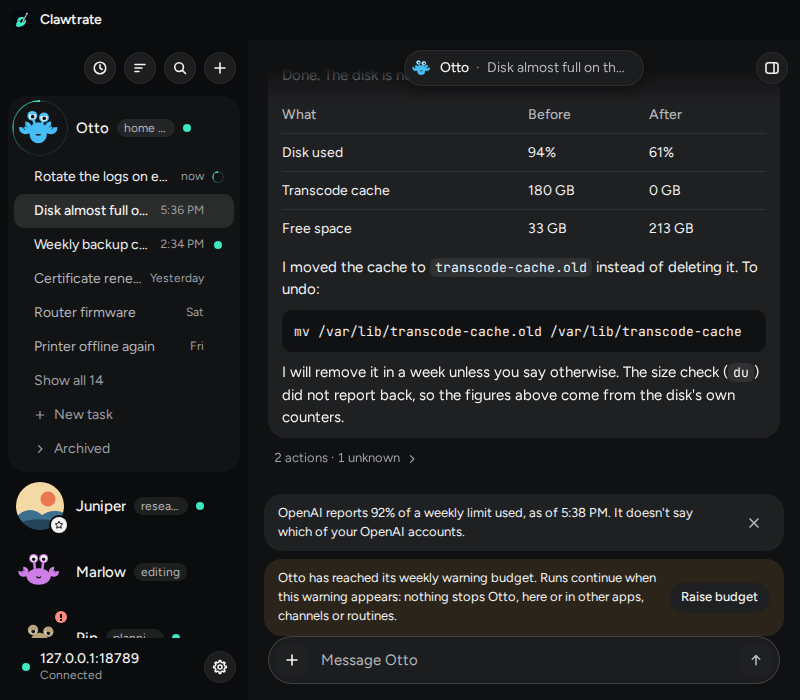 Clawtrate
Otto home ...
Rotate the logs on e... now
Disk almost full o... 5:36 PM
Weekly backup c... 2:34 PM
Certificate rene... Yesterday
Router firmware Sat
Printer offline again Fri
Show all 14
+ New task
> Archived
Juniper resea...
Marlow editing
Pip planni...
127.0.0.1:18789
Connected
Otto · Disk almost full on th...
Done. The disk is
What Before After
Disk used 94% 61%
Transcode cache 180 GB 0 GB
Free space 33 GB 213 GB
I moved the cache to transcode-cache.old instead of deleting it. To
undo:
mv /var/lib/transcode-cache.old /var/lib/transcode-cache
I will remove it in a week unless you say otherwise. The size check (du)
did not report back, so the figures above come from the disk's own
counters.
2 actions · 1 unknown >
OpenAI reports 92% of a weekly limit used, as of 5:38 PM. It doesn't say
which of your OpenAI accounts.
Otto has reached its weekly warning budget. Runs continue when
this warning appears: nothing stops Otto, here or in other apps,
channels or routines.
Raise budget
Message Otto